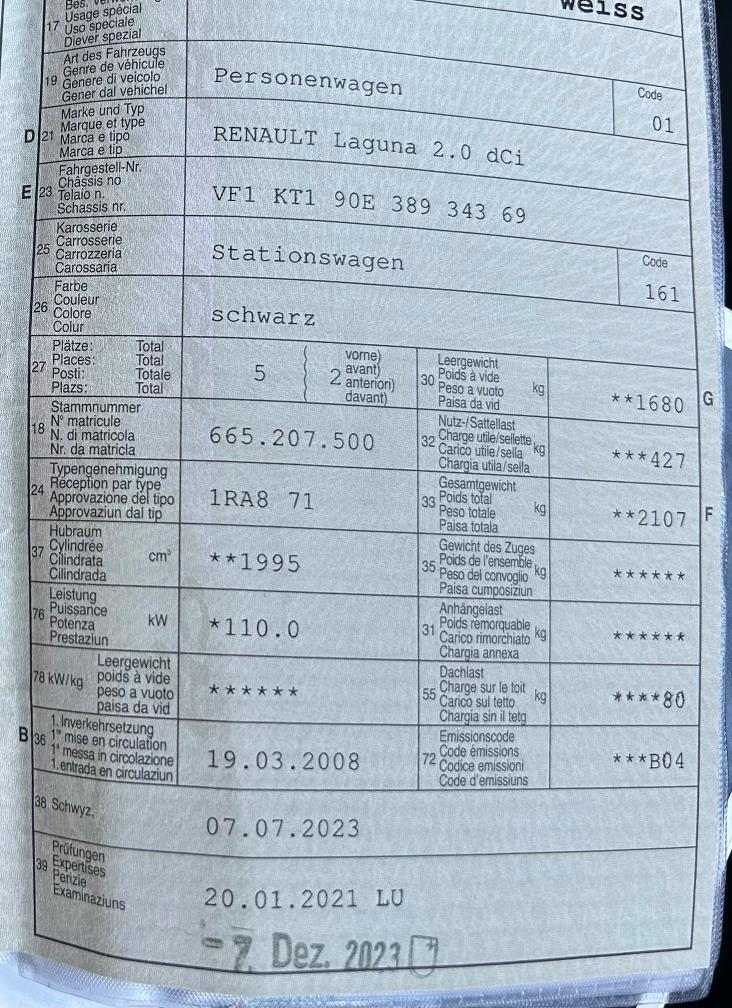 weiss
17 Usage spécial
Uso speciale
Diever spezial
19 Art des Fahrzeugs
Genre de véhicule
Genere di veicolo
Gener dal vehichel
Personenwagen
Code
01
D 21 Marke und Typ
Marque et type
Marca e tipo
Marca e tip
RENAULT Laguna 2.0 dCi
E 23 Fahrgestell-Nr.
Châssis no
Telaio n.
Schassis nr.
VF1 KT1 90E 389 343 69
25 Karosserie
Carrosserie
Carrozzeria
Carossaria
Stationswagen
Code
161
26 Farbe
Couleur
Colore
Colur
schwarz
27 Plätze: Total
Places: Total
Posti: Totale
Plazs: Total
5
2 vorne)
avant)
anteriori)
davant)
30 Leergewicht
Poids à vide
Peso a vuoto
Paisa da vid
kg
**1680
G
18 Stammnummer
N° matricule
N. di matricola
Nr. da matricla
665.207.500
32 Nutz-/Sattellast
Charge utile/sellette
Carico utile/sella
Chargia utila/sella
kg
***427
24 Typengenehmigung
Réception par type
Approvazione del tipo
Approvaziun dal tip
1RA8 71
33 Gesamtgewicht
Poids total
Peso totale
Paisa totala
kg
**2107
F
37 Hubraum
Cylindrée
Cilindrata
Cilindrada
cm³
**1995
35 Gewicht des Zuges
Poids de l'ensemble
Peso del convoglio
Paisa cumposiziun
kg
******
76 Leistung
Puissance
Potenza
Prestaziun
kW
*110.0
31 Anhängelast
Poids remorquable
Carico rimorchiato
Chargia annexa
kg
******
78 kW/kg Leergewicht
poids à vide
peso a vuoto
paisa da vid
******
55 Dachlast
Charge sur le toit
Carico sul tetto
Chargia sin il tetg
kg
****80
B 36 1. Inverkehrsetzung
1re mise en circulation
1a messa in circolazione
1. entrada en circulaziun
19.03.2008
72 Emissionscode
Code émissions
Codice emissioni
Code d'emissiuns
***B04
38 Schwyz,
07.07.2023
39 Prüfungen
Expertises
Perizie
Examinaziuns
20.01.2021 LU
- 7. Dez. 2023